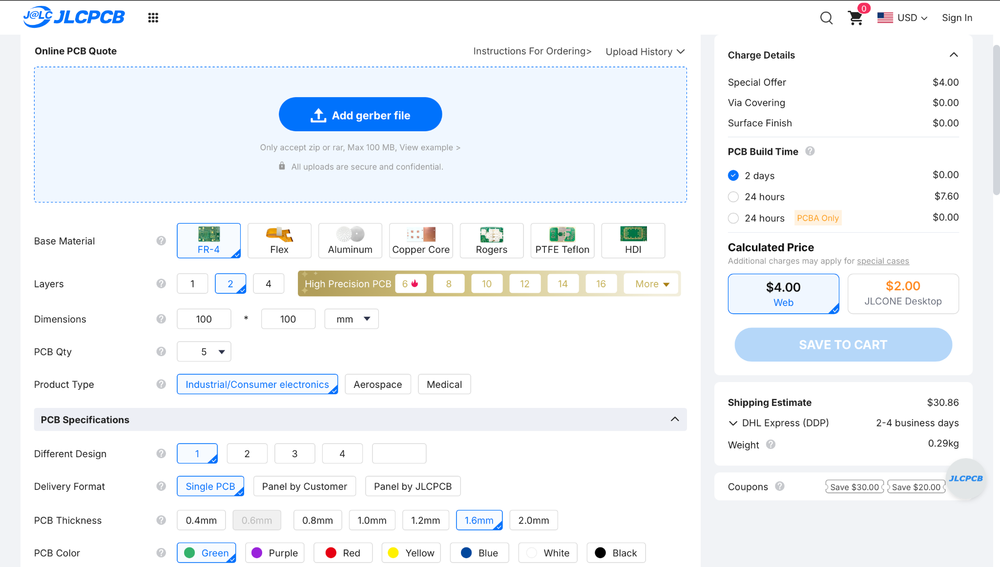 J@LC JLCPCB
0
USD
Sign In
Online PCB Quote
Instructions For Ordering>
Upload History
Add gerber file
Only accept zip or rar, Max 100 MB, View example >
All uploads are secure and confidential.
Base Material
FR-4
Flex
Aluminum
Copper Core
Rogers
PTFE Teflon
HDI
Layers
1
2
4
High Precision PCB
6
8
10
12
14
16
More
Dimensions
100
*
100
mm
PCB Qty
5
Product Type
Industrial/Consumer electronics
Aerospace
Medical
PCB Specifications
Different Design
1
2
3
4
Delivery Format
Single PCB
Panel by Customer
Panel by JLCPCB
PCB Thickness
0.4mm
0.6mm
0.8mm
1.0mm
1.2mm
1.6mm
2.0mm
PCB Color
Green
Purple
Red
Yellow
Blue
White
Black
Charge Details
Special Offer $4.00
Via Covering $0.00
Surface Finish $0.00
PCB Build Time
2 days $0.00
24 hours $7.60
24 hours PCBA Only $0.00
Calculated Price
Additional charges may apply for special cases
$4.00
Web
$2.00
JLCONE Desktop
SAVE TO CART
Shipping Estimate $30.86
DHL Express (DDP) 2-4 business days
Weight 0.29kg
Coupons
Save $30.00
Save $20.00
JLCPCB